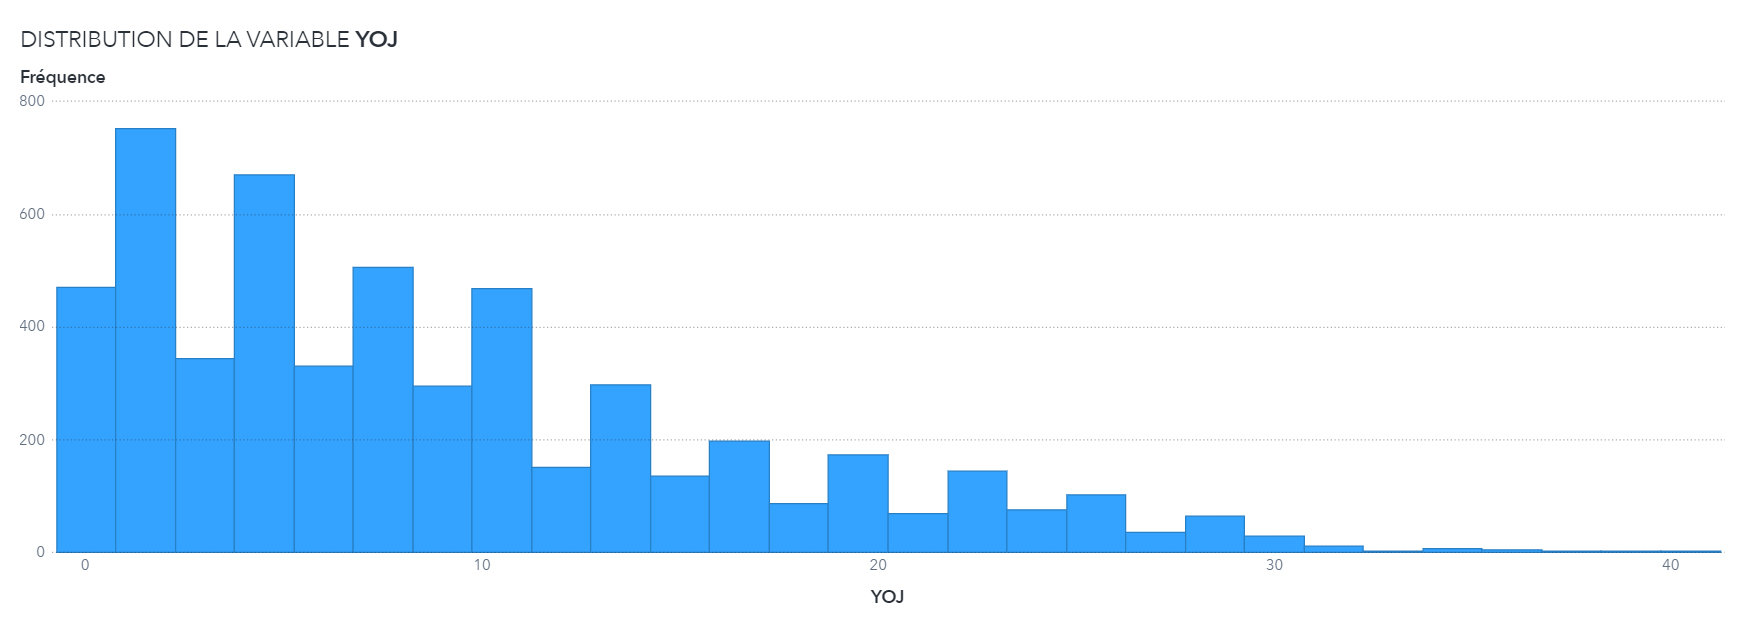 DISTRIBUTION DE LA VARIABLE YOJ
Fréquence
800
600
400
200
0
0 10 20 30 40
YOJ